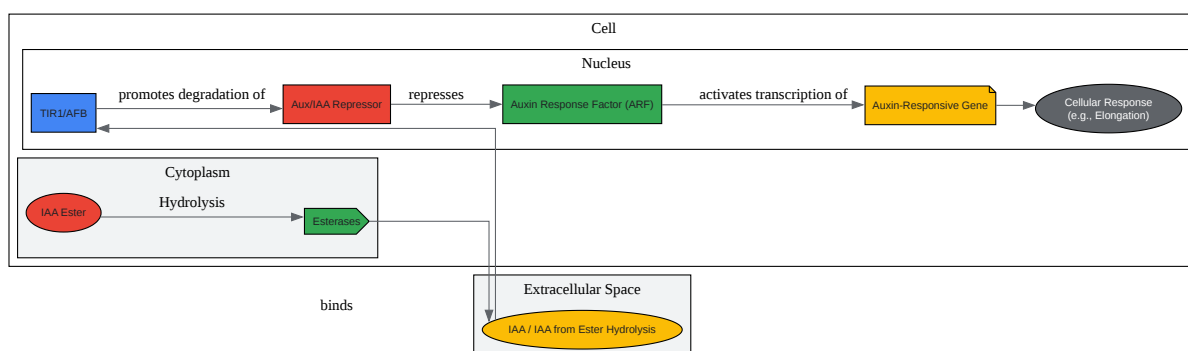 Cell
Nucleus
TIR1/AFB
promotes degradation of
Aux/IAA Repressor
represses
Auxin Response Factor (ARF)
activates transcription of
Auxin-Responsive Gene
Cellular Response
(e.g., Elongation)
Cytoplasm
IAA Ester
Hydrolysis
Esterases
binds
Extracellular Space
IAA / IAA from Ester Hydrolysis